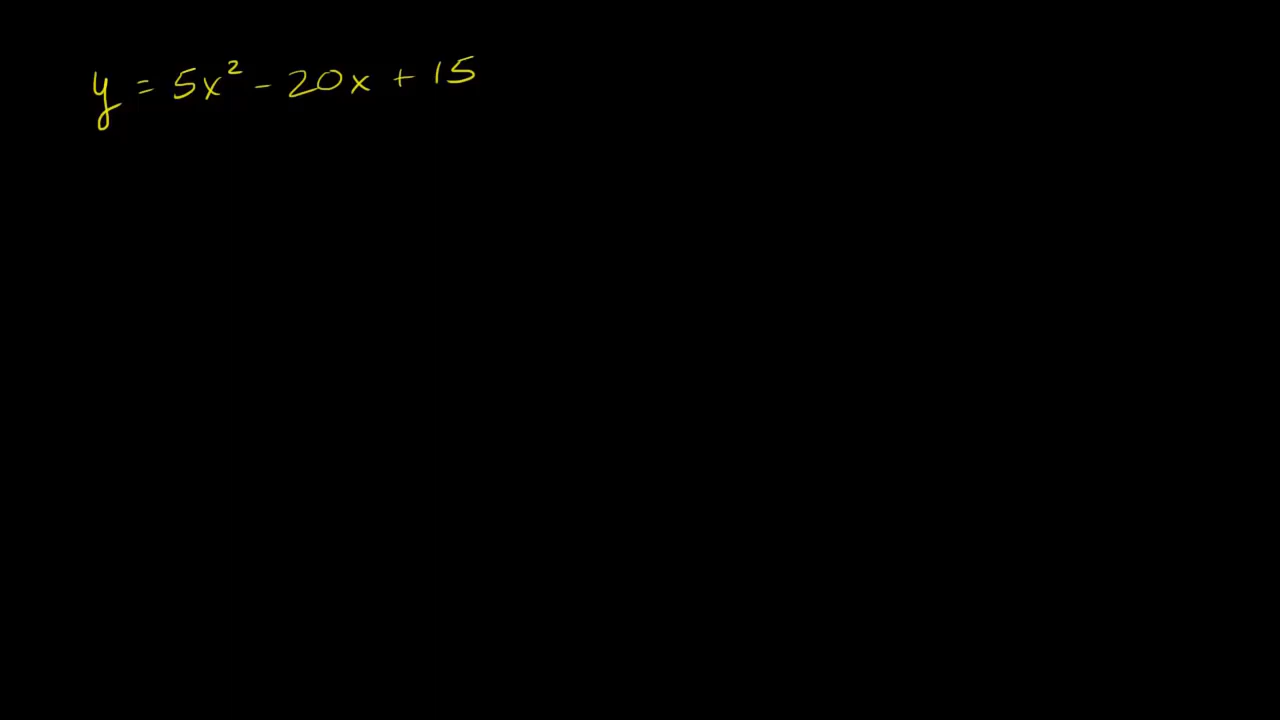 y = 5x² - 20x + 15